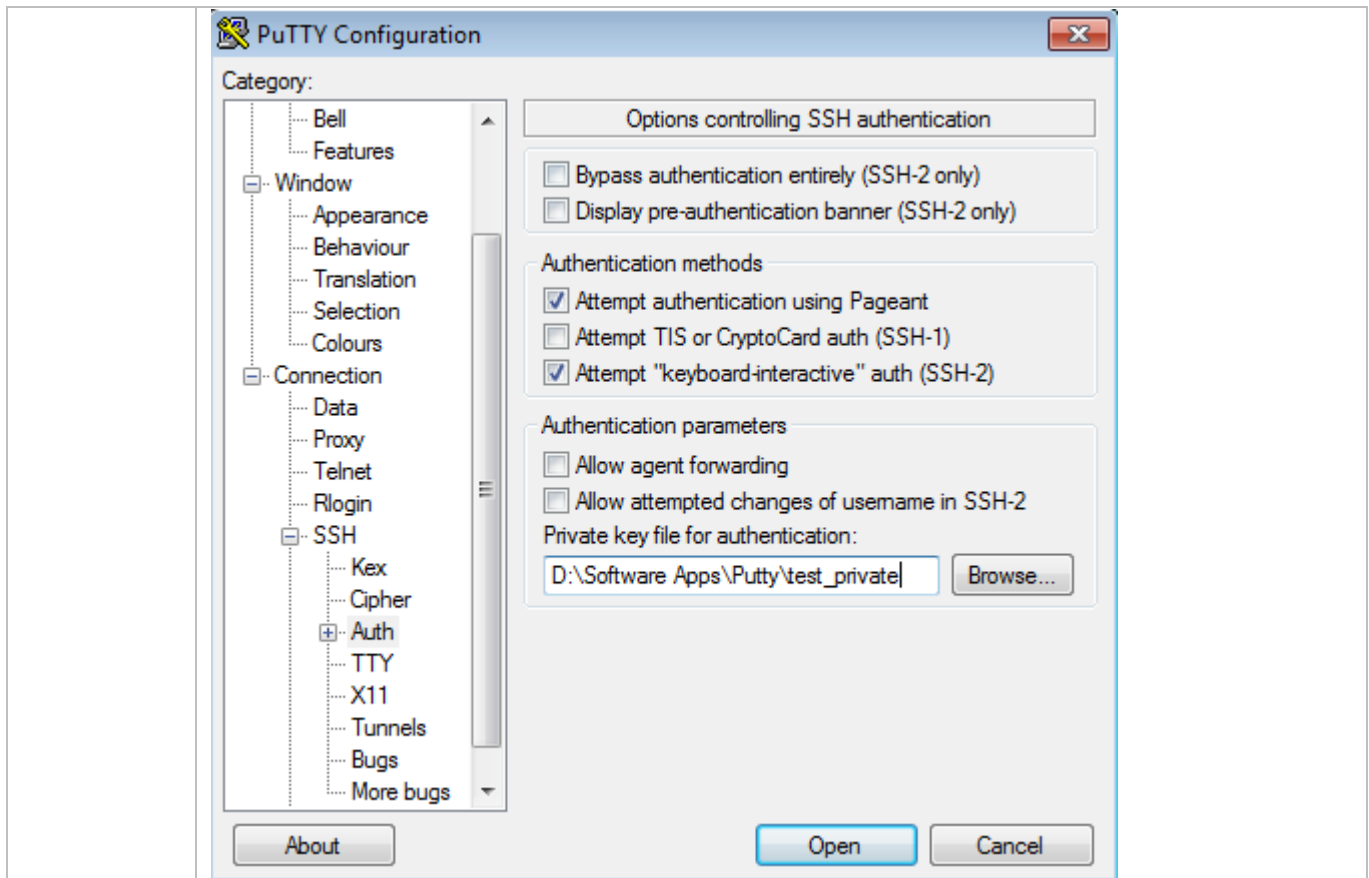 PuTTY Configuration
Category:
Bell
Features
Window
Appearance
Behaviour
Translation
Selection
Colours
Connection
Data
Proxy
Telnet
Rlogin
SSH
Kex
Cipher
Auth
TTY
X11
Tunnels
Bugs
More bugs
Options controlling SSH authentication
Bypass authentication entirely (SSH-2 only)
Display pre-authentication banner (SSH-2 only)
Authentication methods
Attempt authentication using Pageant
Attempt TIS or CryptoCard auth (SSH-1)
Attempt "keyboard-interactive" auth (SSH-2)
Authentication parameters
Allow agent forwarding
Allow attempted changes of username in SSH-2
Private key file for authentication:
D:\Software Apps\Putty\test_private
Browse...
About
Open
Cancel